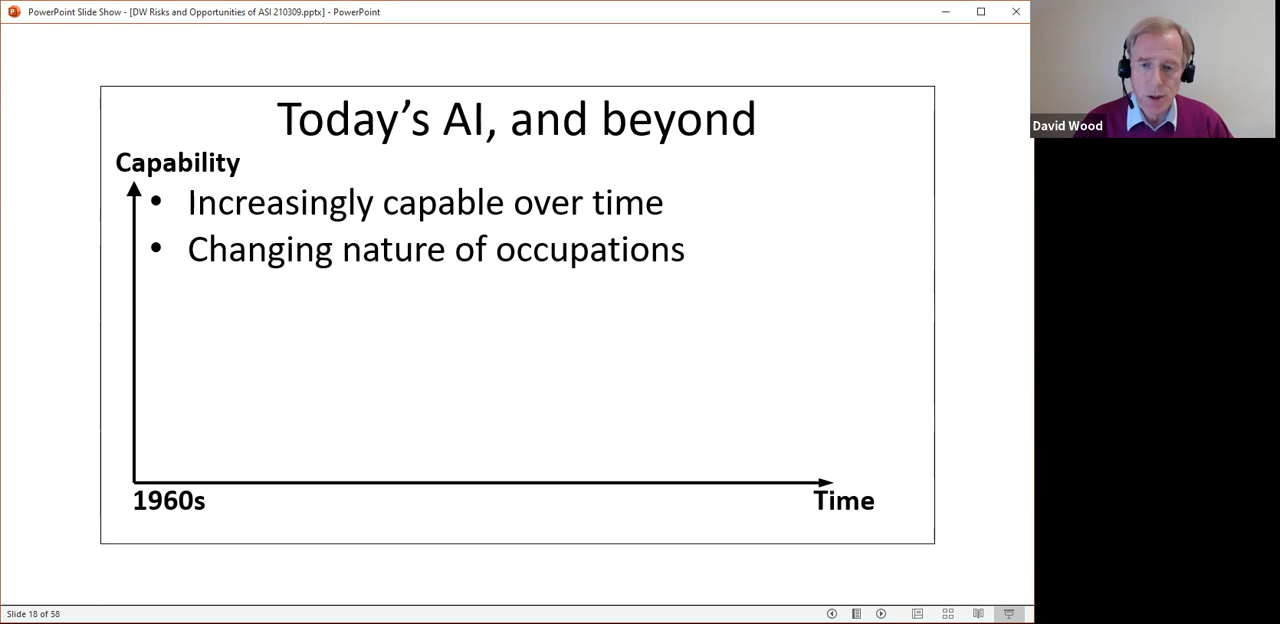 PowerPoint Slide Show - [DW Risks and Opportunities of ASI 210309.pptx] - PowerPoint
Today's AI, and beyond
Capability
• Increasingly capable over time
• Changing nature of occupations
1960s
Time
David Wood
Slide 18 of 58